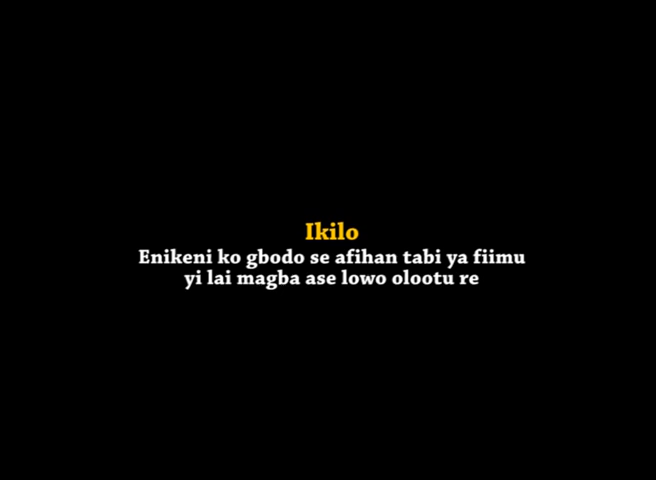 Ikilo
Enikeni ko gbodo se afihan tabi ya fiimu
yi lai magba ase lowo olootu re